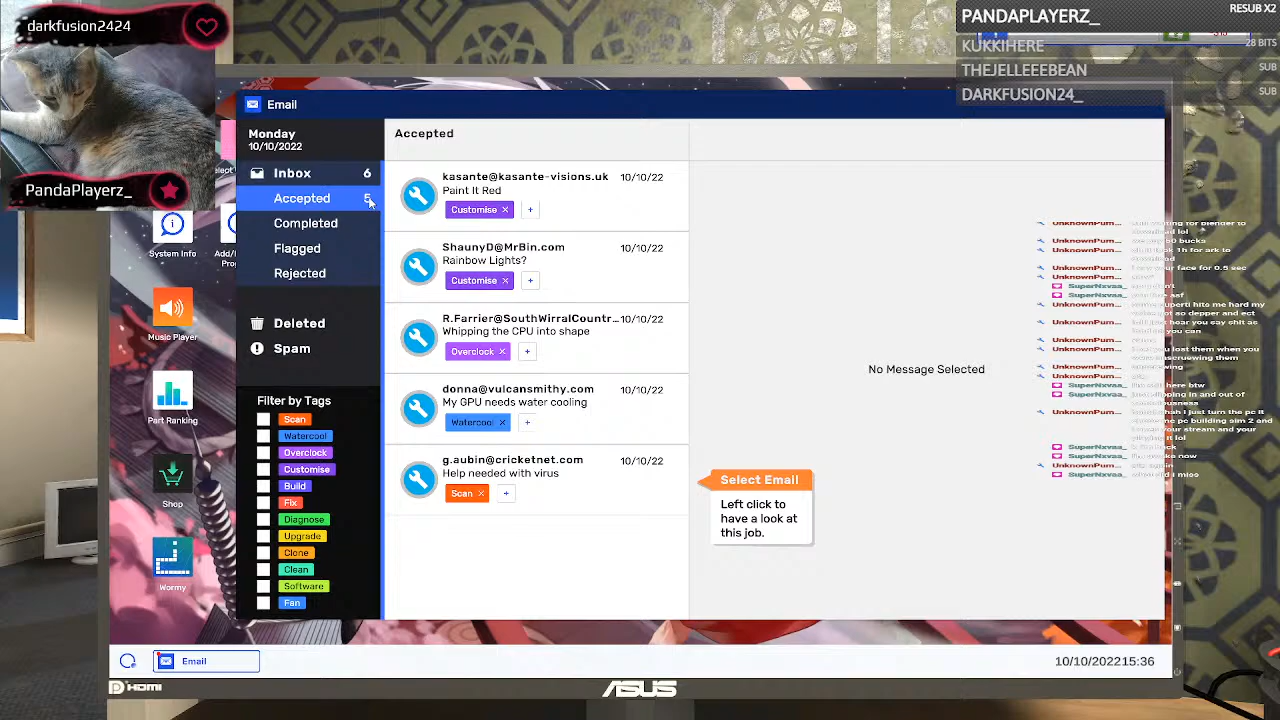 darkfusion2424
PandaPlayerz_
PANDAPLAYERZ_
RESUB X2
KUKKIHERE
28 BITS
THEJELLEEEBEAN
SUB
DARKFUSION24_
SUB
Email
Monday
10/10/2022
Inbox 6
Accepted 5
Completed
Flagged
Rejected
Deleted
Spam
Filter by Tags
Scan
Watercool
Overclock
Customise
Build
Fix
Diagnose
Upgrade
Clone
Clean
Software
Fan
System Info
Music Player
Part Ranking
Shop
Wormy
Accepted
kasante@kasante-visions.uk 10/10/22
Paint It Red
Customise × +
ShaunyD@MrBin.com 10/10/22
Rainbow Lights?
Customise × +
R.Farrier@SouthWirralCountr... 10/10/22
Whipping the CPU into shape
Overclock × +
donna@vulcansmithy.com 10/10/22
My GPU needs water cooling
Watercool × +
g.aubin@cricketnet.com 10/10/22
Help needed with virus
Scan × +
No Message Selected
Select Email
Left click to
have a look at
this job.
Email
10/10/2022 15:36
HDMI
ASUS